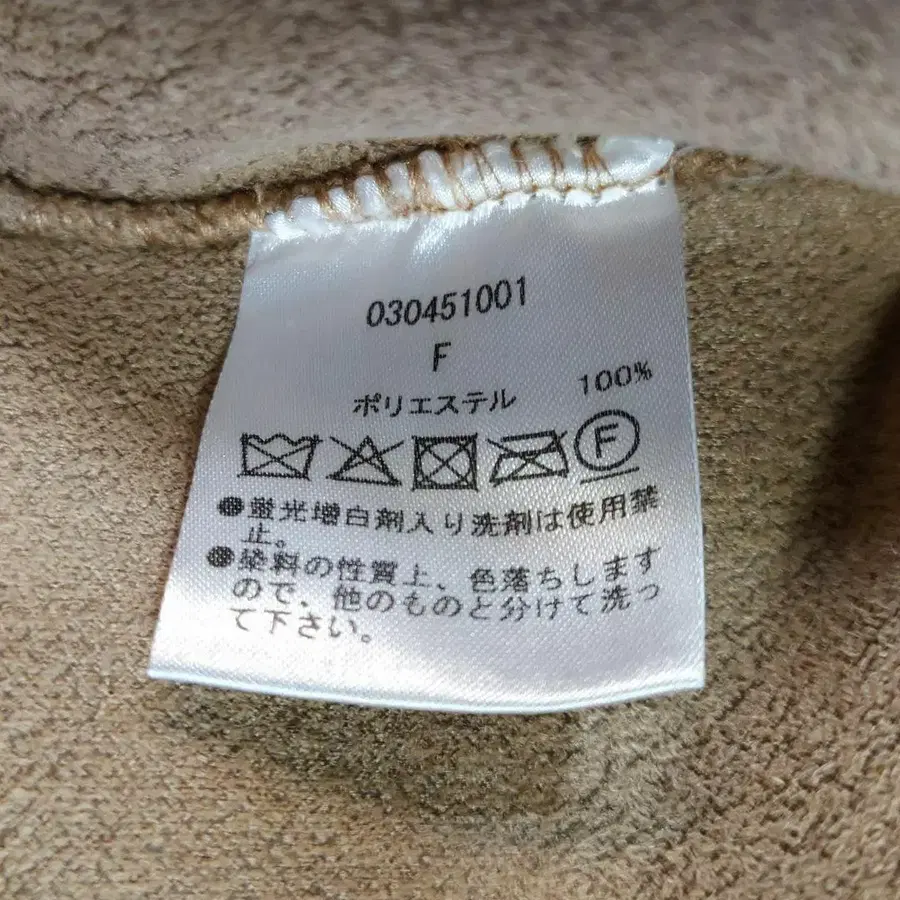 030451001
F
ポリエステル 100%
F
●蛍光増白剤入り洗剤は使用禁
止。
●染料の性質上、色落ちします
ので、他のものと分けて洗っ
て下さい。